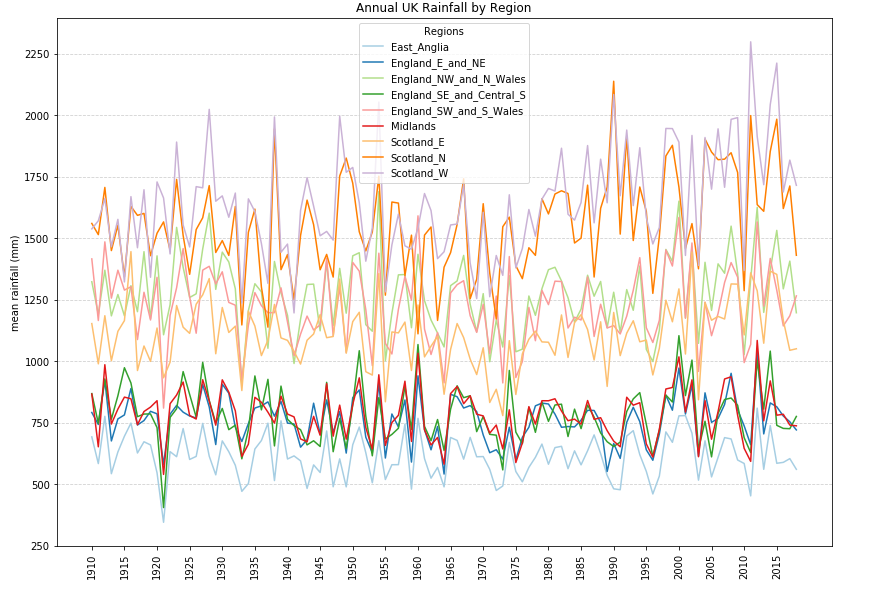 Annual UK Rainfall by Region
Regions
East_Anglia
England_E_and_NE
England_NW_and_N_Wales
England_SE_and_Central_S
England_SW_and_S_Wales
Midlands
Scotland_E
Scotland_N
Scotland_W
mean rainfall (mm)
2250
2000
1750
1500
1250
1000
750
500
250
1910
1915
1920
1925
1930
1935
1940
1945
1950
1955
1960
1965
1970
1975
1980
1985
1990
1995
2000
2005
2010
2015